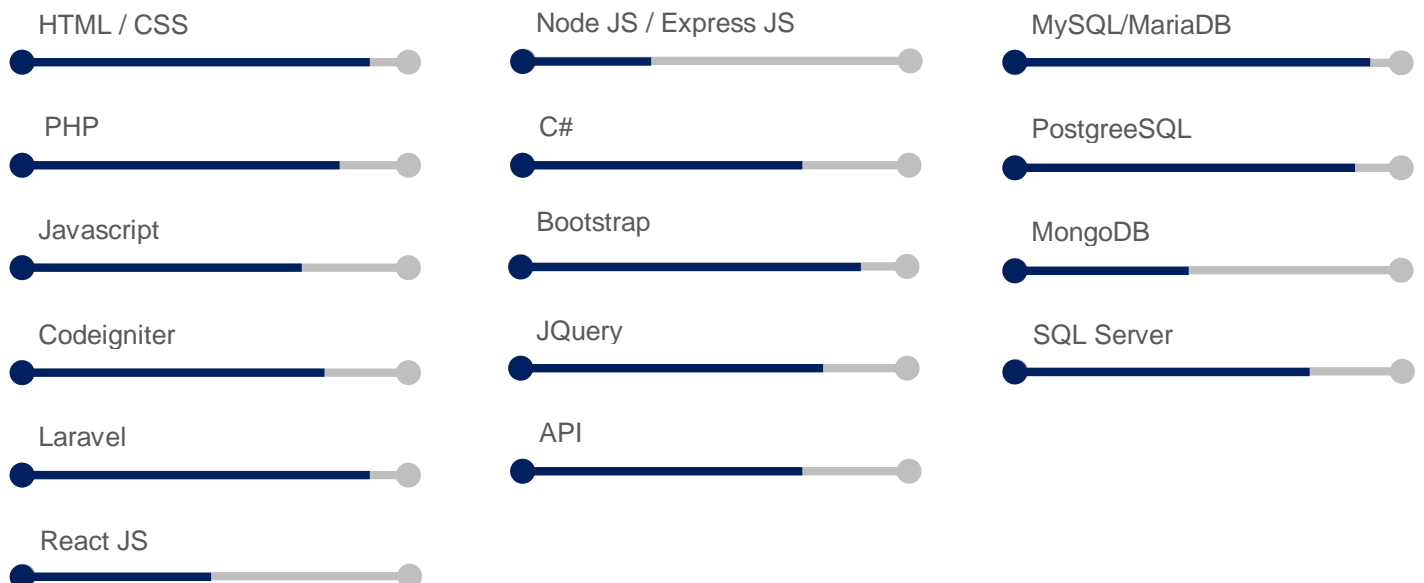 HTML / CSS
PHP
Javascript
Codeigniter
Laravel
React JS
Node JS / Express JS
C#
Bootstrap
JQuery
API
MySQL/MariaDB
PostgreeSQL
MongoDB
SQL Server